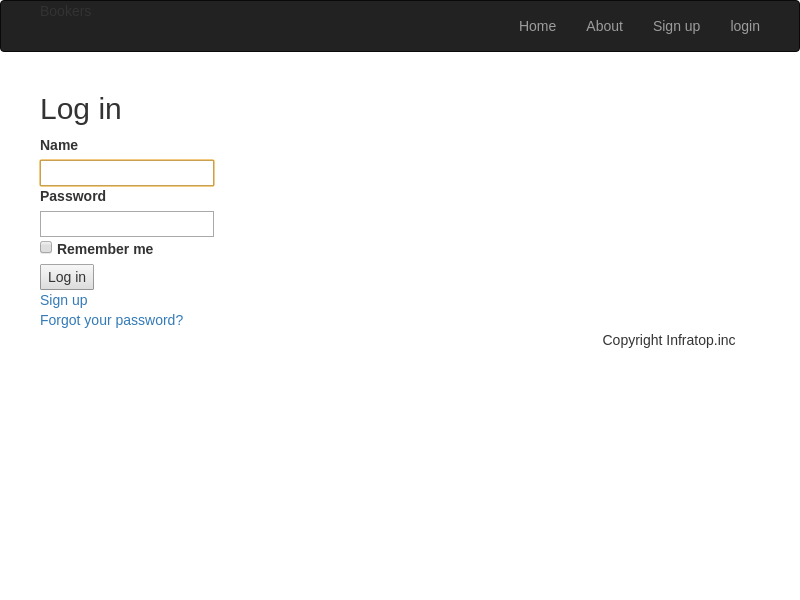 Bookers
Home About Sign up login
Log in
Name
Password
Remember me
Log in
Sign up
Forgot your password?
Copyright Infratop.inc